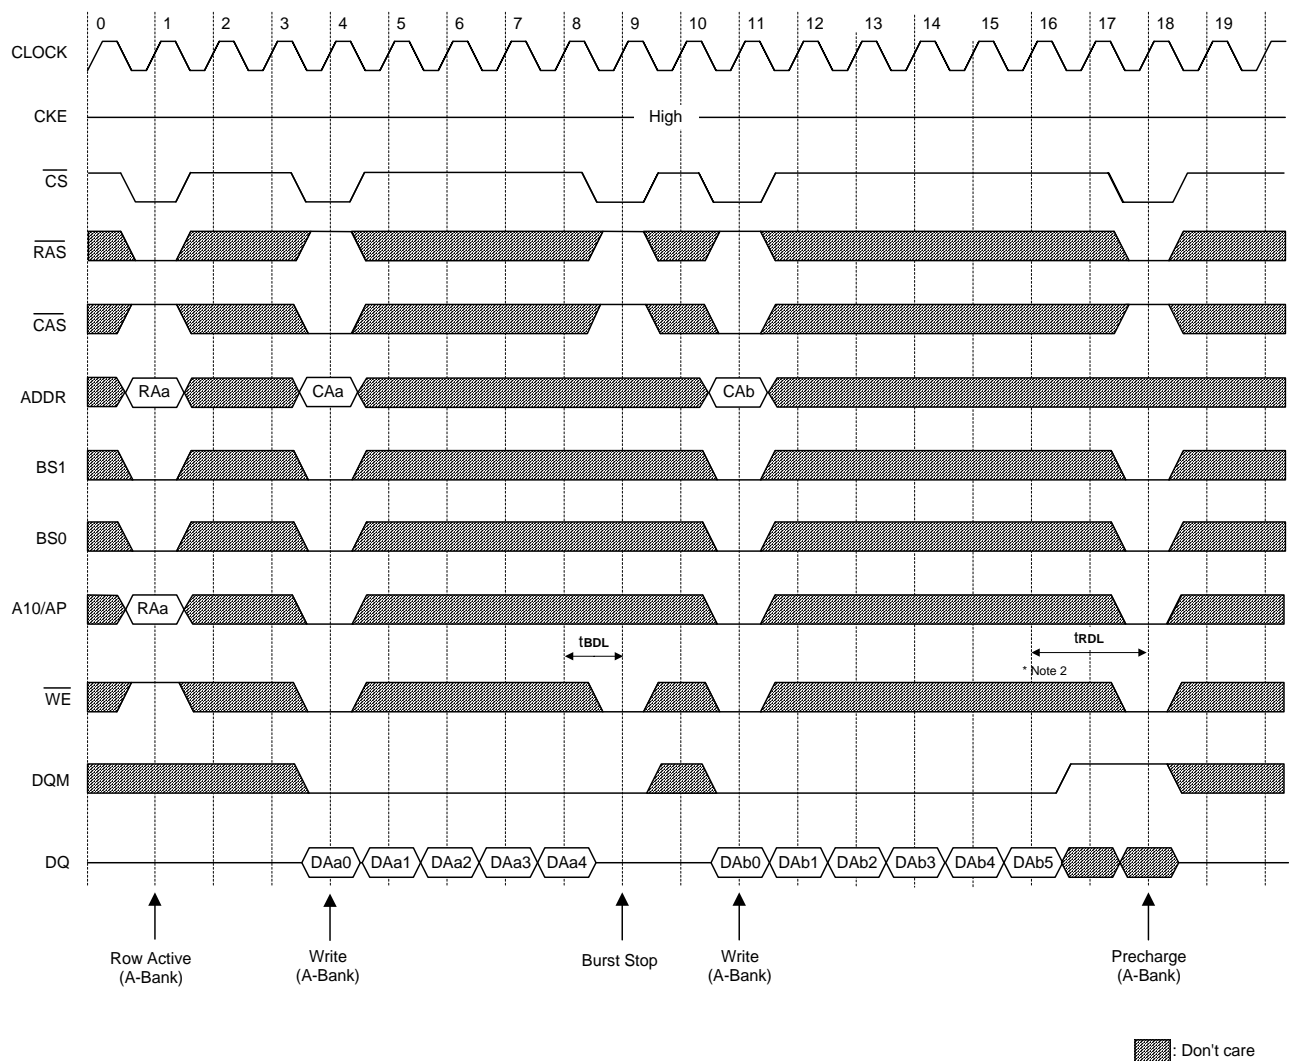 0 1 2 3 4 5 6 7 8 9 10 11 12 13 14 15 16 17 18 19
CLOCK
CKE High
CS
RAS
CAS
ADDR RAa CAa CAb
BS1
BS0
A10/AP RAa
tBDL tRDL
* Note 2
WE
DQM
DQ DAa0 DAa1 DAa2 DAa3 DAa4 DAb0 DAb1 DAb2 DAb3 DAb4 DAb5
Row Active
(A-Bank)
Write
(A-Bank)
Burst Stop
Write
(A-Bank)
Precharge
(A-Bank)
: Don't care